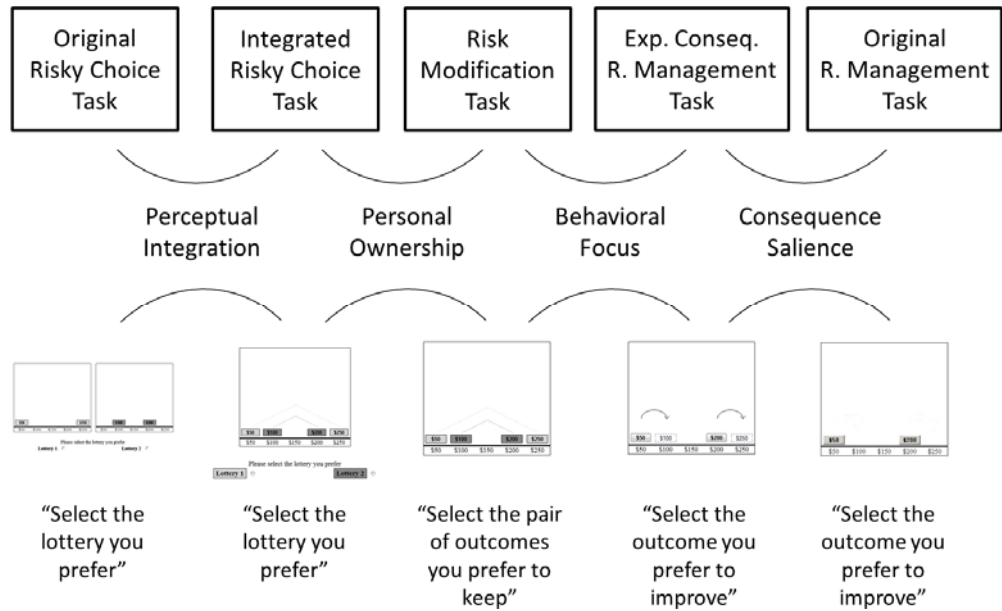 Original
Risky Choice
Task
Integrated
Risky Choice
Task
Risk
Modification
Task
Exp. Conseq.
R. Management
Task
Original
R. Management
Task
Perceptual
Integration
Personal
Ownership
Behavioral
Focus
Consequence
Salience
Please select the lottery you prefer
Lottery 1 Lottery 2
$50 $100 $200 $250
$50 $100 $150 $200 $250
Please select the lottery you prefer
Lottery 1 Lottery 2
$50 $100 $200 $250
$50 $100 $150 $200 $250
$50 $100 $200 $250
$50 $100 $150 $200 $250
$50 $200
$50 $100 $150 $200 $250
“Select the
lottery you
prefer”
“Select the
lottery you
prefer”
“Select the pair
of outcomes
you prefer to
keep”
“Select the
outcome you
prefer to
improve”
“Select the
outcome you
prefer to
improve”